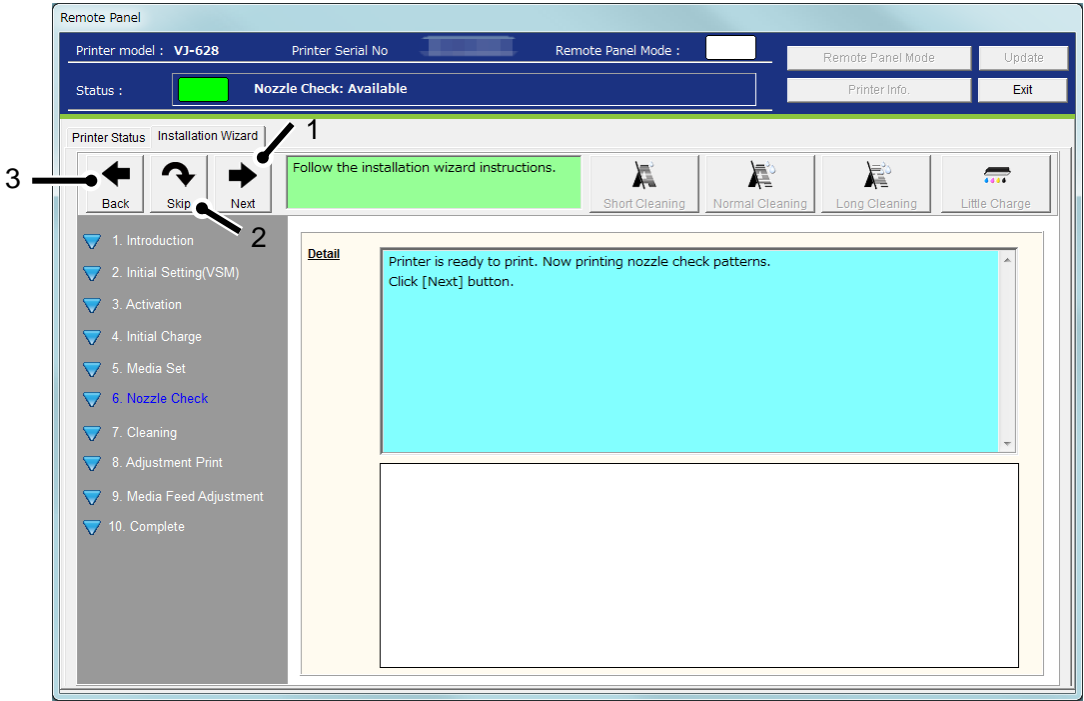 Remote Panel
Printer model : VJ-628 Printer Serial No Remote Panel Mode :
Remote Panel Mode Update
Status : Nozzle Check: Available
Printer Info. Exit
Printer Status Installation Wizard
1
3
Back Skip Next
2
Follow the installation wizard instructions.
Short Cleaning Normal Cleaning Long Cleaning Little Charge
1. Introduction
2. Initial Setting(VSM)
3. Activation
4. Initial Charge
5. Media Set
6. Nozzle Check
7. Cleaning
8. Adjustment Print
9. Media Feed Adjustment
10. Complete
Detail
Printer is ready to print. Now printing nozzle check patterns.
Click [Next] button.